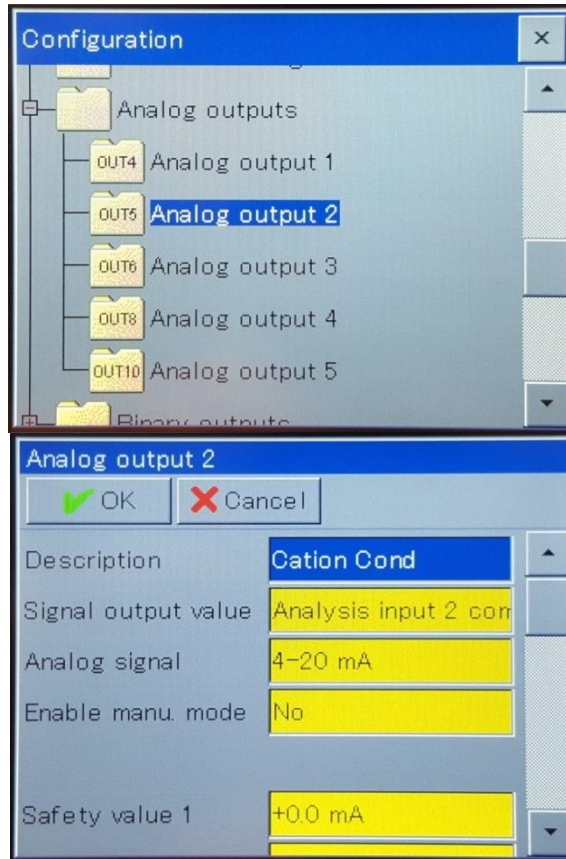 Configuration
Analog outputs
OUT4 Analog output 1
OUT5 Analog output 2
OUT6 Analog output 3
OUT8 Analog output 4
OUT10 Analog output 5
Binary outputs
Analog output 2
OK Cancel
Description Cation Cond
Signal output value Analysis input 2 com
Analog signal 4-20 mA
Enable manu. mode No
Safety value 1 +0.0 mA